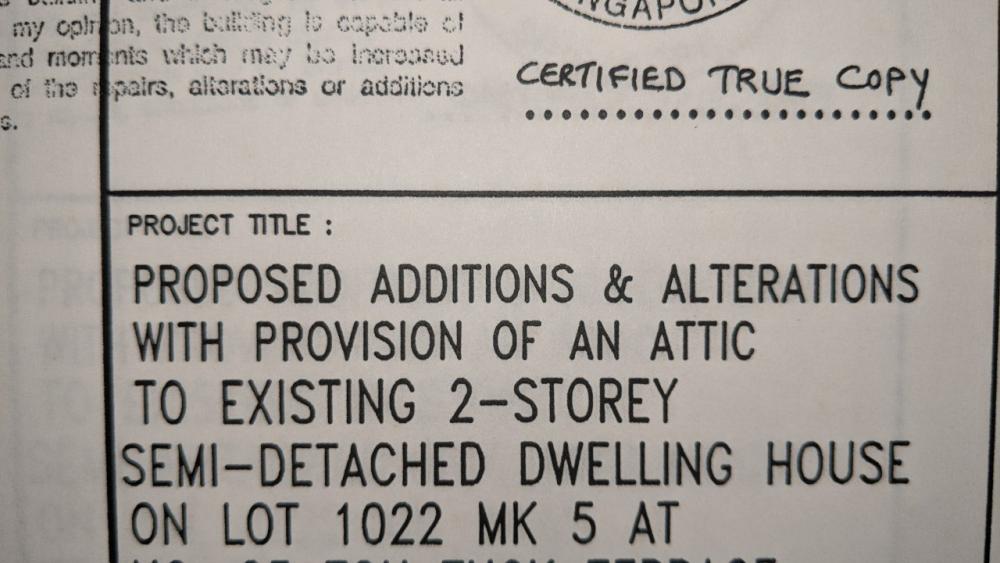 my opinion, the building is capable of
and moments which may be increased
of the repairs, alterations or additions
s.
CERTIFIED TRUE COPY
PROJECT TITLE :
PROPOSED ADDITIONS & ALTERATIONS
WITH PROVISION OF AN ATTIC
TO EXISTING 2-STOREY
SEMI-DETACHED DWELLING HOUSE
ON LOT 1022 MK 5 AT